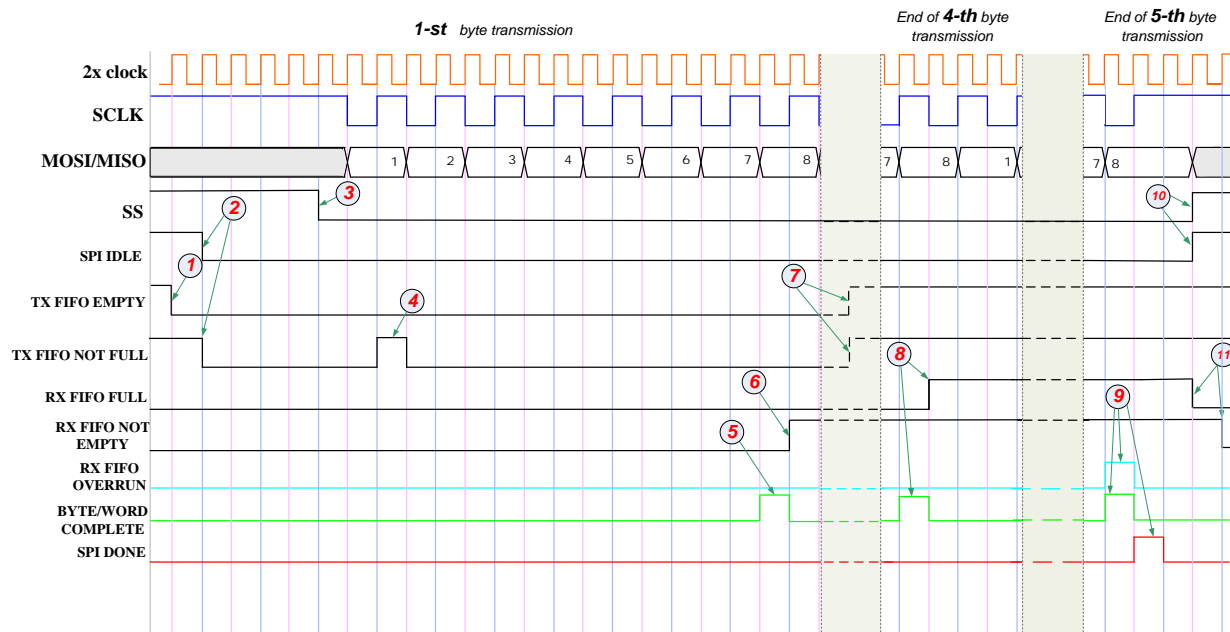 1-st byte transmission
End of 4-th byte
transmission
End of 5-th byte
transmission
2x clock
SCLK
MOSI/MISO
1 2 3 4 5 6 7 8 7 8 1 7 8
SS
3
2
10
SPI IDLE
1
TX FIFO EMPTY
4
7
TX FIFO NOT FULL
8
11
RX FIFO FULL
6
9
RX FIFO NOT
EMPTY
5
RX FIFO
OVERRUN
BYTE/WORD
COMPLETE
SPI DONE